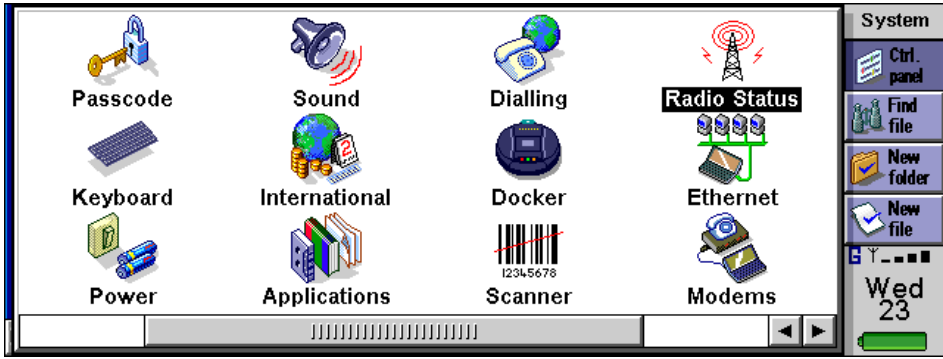 Passcode
Sound
Dialling
Radio Status
Keyboard
2
International
Docker
Ethernet
Power
Applications
12345678
Scanner
Modems
System
Ctrl.
panel
Find
file
New
folder
New
file
G
Wed
23